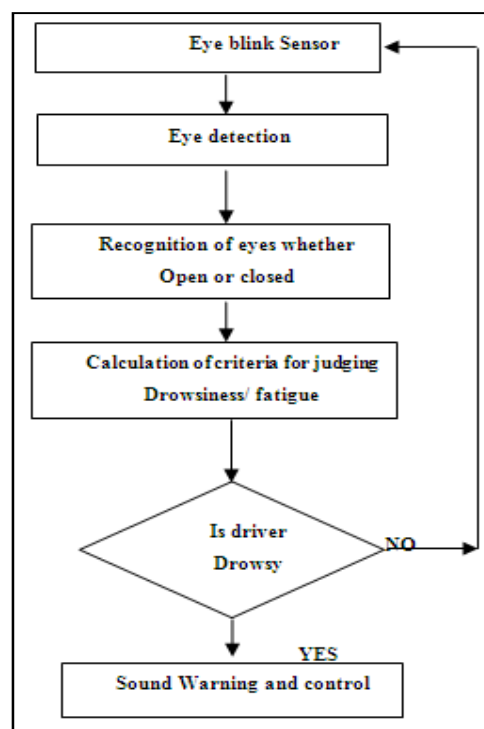 Eye blink Sensor
Eye detection
Recognition of eyes whether
Open or closed
Calculation of criteria for judging
Drowsiness/ fatigue
Is driver
Drowsy
NO
YES
Sound Warning and control